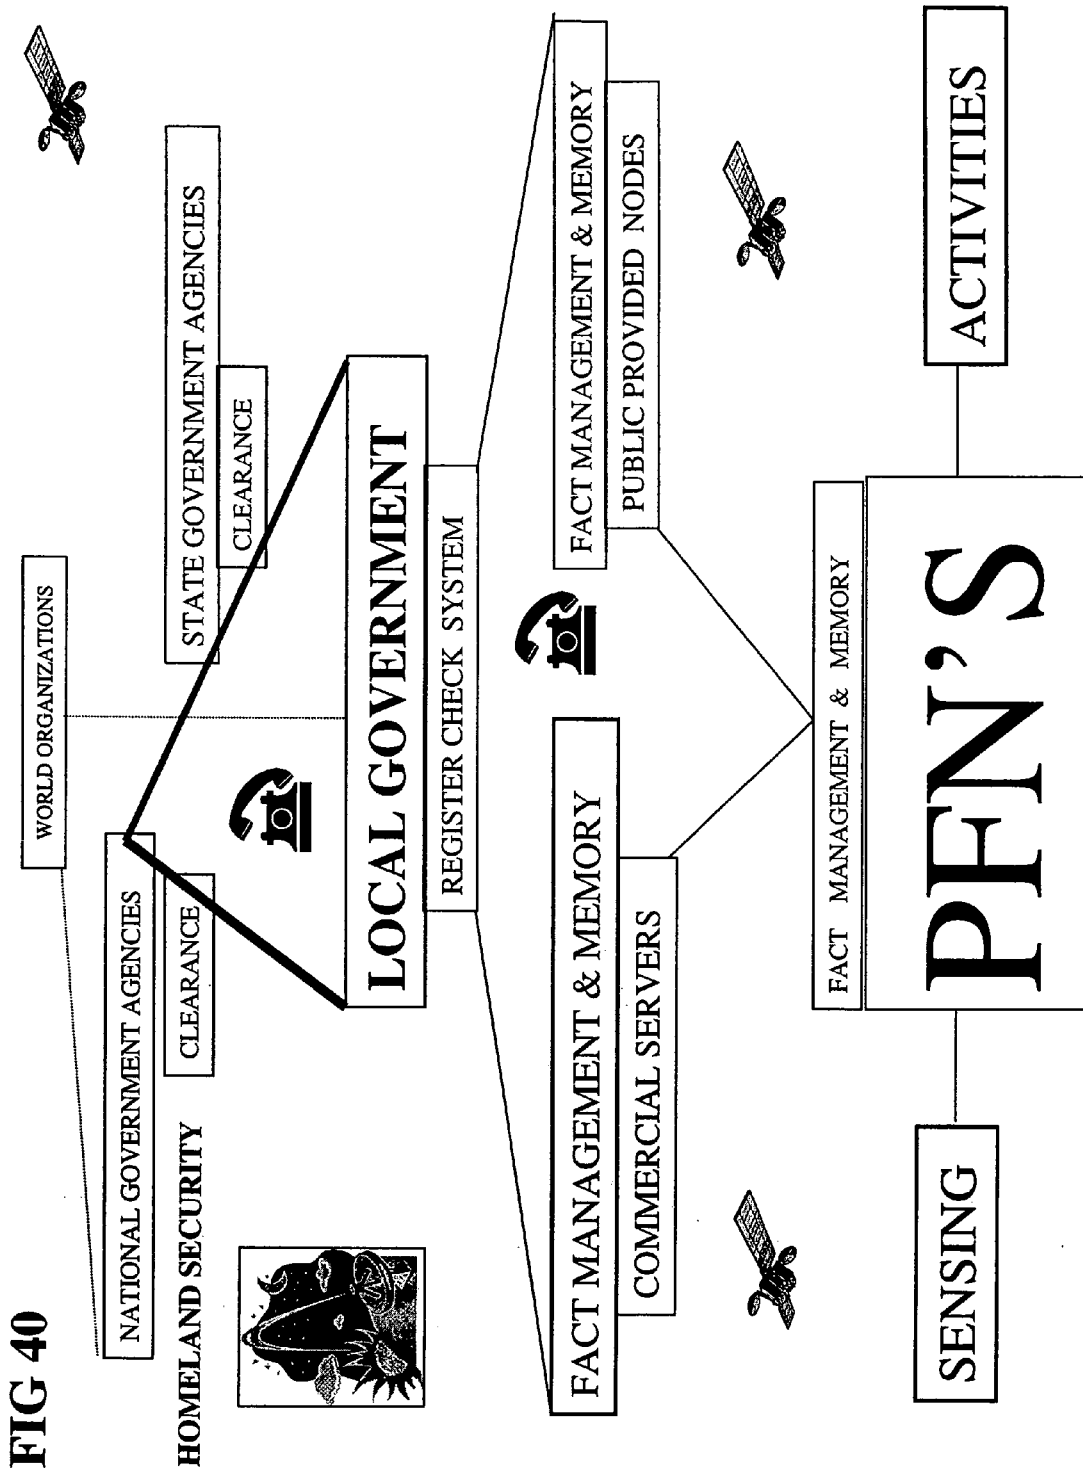 FIG 40
WORLD ORGANIZATIONS
NATIONAL GOVERNMENT AGENCIES
CLEARANCE
STATE GOVERNMENT AGENCIES
CLEARANCE
HOMELAND SECURITY
LOCAL GOVERNMENT
REGISTER CHECK SYSTEM
FACT MANAGEMENT & MEMORY
COMMERCIAL SERVERS
FACT MANAGEMENT & MEMORY
PUBLIC PROVIDED NODES
FACT MANAGEMENT & MEMORY
PFN'S
SENSING
ACTIVITIES